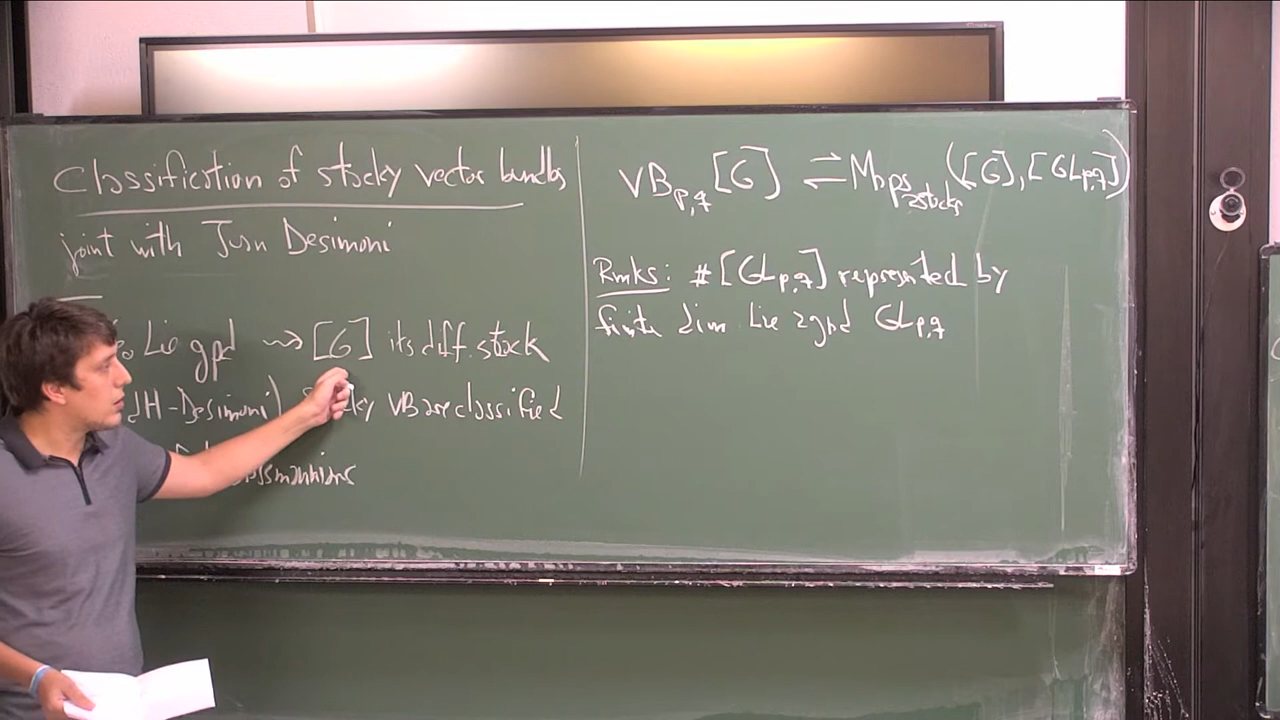 Classification of stacky vector bundles
joint with Juan Desimoni
Lie gpd ⇝ [G] its diff. stack
dH-Desimoni) VB are classified
VB_{p,q}[G] ⇌ Maps_{2stacks}([G],[GL_{p,q}])
Rmks: # [GL_{p,q}] represented by
finite dim Lie 2gpd GL_{p,q}